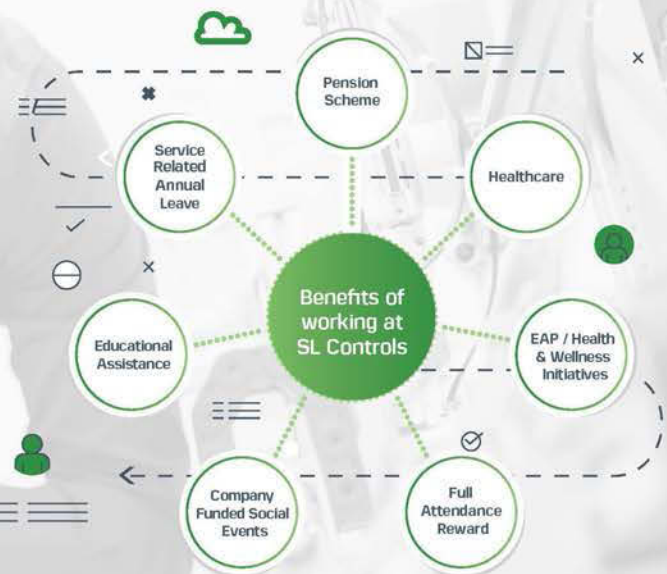 Pension
Scheme
Service
Related
Annual
Leave
Healthcare
Benefits of
working at
SL Controls
Educational
Assistance
EAP / Health
& Wellness
Initiatives
Company
Funded Social
Events
Full
Attendance
Reward